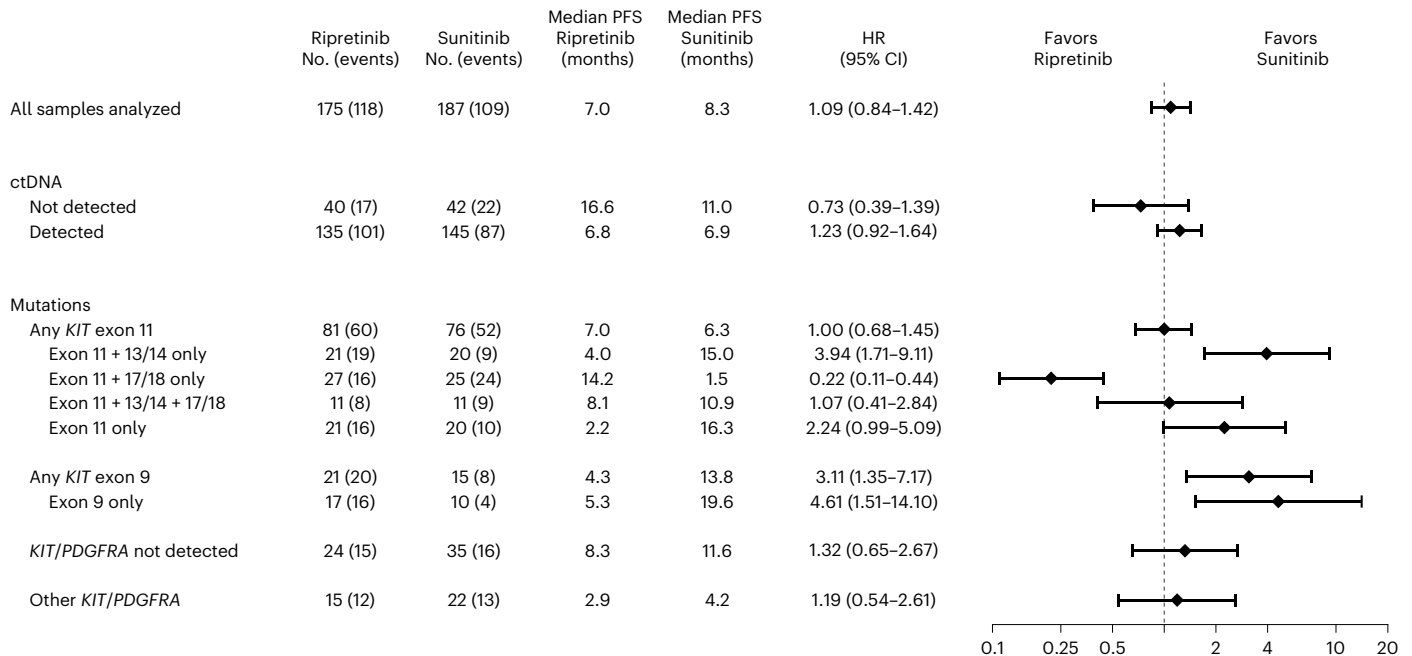 Median PFS Median PFS
Ripretinib Sunitinib Ripretinib Sunitinib HR Favors Favors
No. (events) No. (events) (months) (months) (95% CI) Ripretinib Sunitinib
All samples analyzed 175 (118) 187 (109) 7.0 8.3 1.09 (0.84–1.42)
ctDNA
Not detected 40 (17) 42 (22) 16.6 11.0 0.73 (0.39–1.39)
Detected 135 (101) 145 (87) 6.8 6.9 1.23 (0.92–1.64)
Mutations
Any KIT exon 11 81 (60) 76 (52) 7.0 6.3 1.00 (0.68–1.45)
Exon 11 + 13/14 only 21 (19) 20 (9) 4.0 15.0 3.94 (1.71–9.11)
Exon 11 + 17/18 only 27 (16) 25 (24) 14.2 1.5 0.22 (0.11–0.44)
Exon 11 + 13/14 + 17/18 11 (8) 11 (9) 8.1 10.9 1.07 (0.41–2.84)
Exon 11 only 21 (16) 20 (10) 2.2 16.3 2.24 (0.99–5.09)
Any KIT exon 9 21 (20) 15 (8) 4.3 13.8 3.11 (1.35–7.17)
Exon 9 only 17 (16) 10 (4) 5.3 19.6 4.61 (1.51–14.10)
KIT/PDGFRA not detected 24 (15) 35 (16) 8.3 11.6 1.32 (0.65–2.67)
Other KIT/PDGFRA 15 (12) 22 (13) 2.9 4.2 1.19 (0.54–2.61)
0.1 0.25 0.5 2 4 10 20